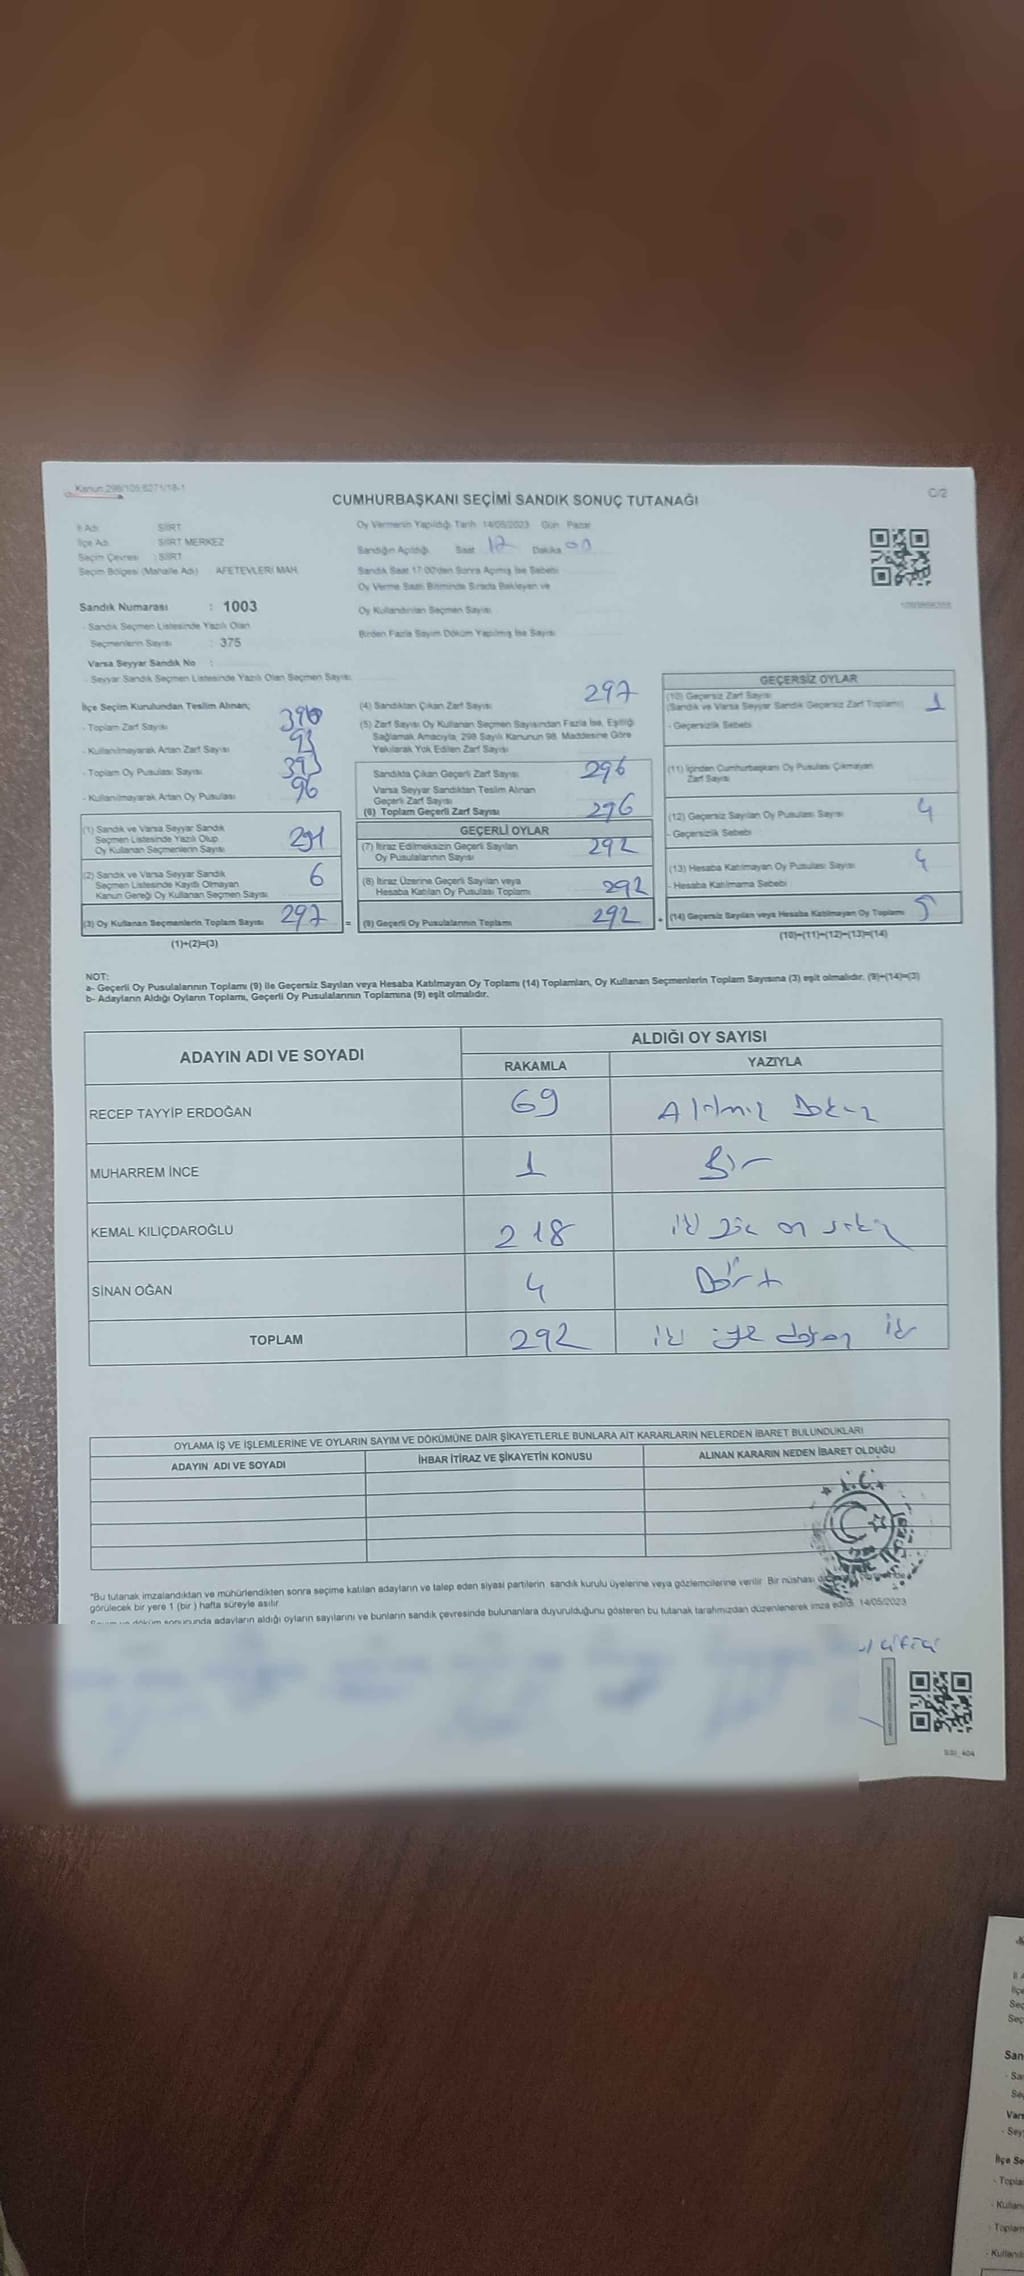 Kanun:298/105;6271/18-1
C/2
CUMHURBAŞKANI SEÇİMİ SANDIK SONUÇ TUTANAĞI
İl Adı SİİRT
İlçe Adı SİİRT MERKEZ
Seçim Çevresi : SİİRT
Seçim Bölgesi (Mahalle Adı) AFETEVLERİ MAH.
Oy Vermenin Yapıldığı Tarih 14/05/2023 Gün Pazar
Sandığın Açıldığı Saat 17 Dakika 00
Sandık Saat 17:00'den Sonra Açılmış İse Sebebi
Oy Verme Saati Bitiminde Sırada Bekleyen ve
Oy Kullandırılan Seçmen Sayısı
Birden Fazla Sayım Döküm Yapılmış İse Sayısı
Sandık Numarası : 1003
- Sandık Seçmen Listesinde Yazılı Olan
Seçmenlerin Sayısı : 375
Varsa Seyyar Sandık No :
- Seyyar Sandık Seçmen Listesinde Yazılı Olan Seçmen Sayısı
İlçe Seçim Kurulundan Teslim Alınan;
- Toplam Zarf Sayısı 390
- Kullanılmayarak Artan Zarf Sayısı 93
- Toplam Oy Pusulası Sayısı 393
- Kullanılmayarak Artan Oy Pusulası 96
(1) Sandık ve Varsa Seyyar Sandık
Seçmen Listesinde Yazılı Olup
Oy Kullanan Seçmenlerin Sayısı 291
(2) Sandık ve Varsa Seyyar Sandık
Seçmen Listesinde Kayıtlı Olmayan
Kanun Gereği Oy Kullanan Seçmen Sayısı 6
(3) Oy Kullanan Seçmenlerin Toplam Sayısı 297 =
(1)+(2)=(3)
(4) Sandıktan Çıkan Zarf Sayısı 297
(5) Zarf Sayısı Oy Kullanan Seçmen Sayısından Fazla İse, Eşitliği
Sağlamak Amacıyla, 298 Sayılı Kanunun 98. Maddesine Göre
Yakılarak Yok Edilen Zarf Sayısı
Sandıkta Çıkan Geçerli Zarf Sayısı 296
Varsa Seyyar Sandıktan Teslim Alınan
Geçerli Zarf Sayısı
(6) Toplam Geçerli Zarf Sayısı 296
GEÇERLİ OYLAR
(7) İtiraz Edilmeksizin Geçerli Sayılan
Oy Pusulalarının Sayısı 292
(8) İtiraz Üzerine Geçerli Sayılan veya
Hesaba Katılan Oy Pusulası Toplamı 292
(9) Geçerli Oy Pusulalarının Toplamı 292 +
GEÇERSİZ OYLAR
(10) Geçersiz Zarf Sayısı
(Sandık ve Varsa Seyyar Sandık Geçersiz Zarf Toplamı) 1
- Geçersizlik Sebebi
(11) İçinden Cumhurbaşkanı Oy Pusulası Çıkmayan
Zarf Sayısı
(12) Geçersiz Sayılan Oy Pusulası Sayısı 4
- Geçersizlik Sebebi
(13) Hesaba Katılmayan Oy Pusulası Sayısı 4
- Hesaba Katılmama Sebebi
(14) Geçersiz Sayılan veya Hesaba Katılmayan Oy Toplamı 5
(10)+(11)+(12)+(13)=(14)
NOT:
a- Geçerli Oy Pusulalarının Toplamı (9) ile Geçersiz Sayılan veya Hesaba Katılmayan Oy Toplamı (14) Toplamları, Oy Kullanan Seçmenlerin Toplam Sayısına (3) eşit olmalıdır. (9)+(14)=(3)
b- Adayların Aldığı Oyların Toplamı, Geçerli Oy Pusulalarının Toplamına (9) eşit olmalıdır.
ADAYIN ADI VE SOYADI
ALDIĞI OY SAYISI
RAKAMLA YAZIYLA
RECEP TAYYİP ERDOĞAN 69 Altmış Dokuz
MUHARREM İNCE 1 Bir
KEMAL KILIÇDAROĞLU 218 iki yüz on sekiz
SİNAN OĞAN 4 Dört
TOPLAM 292 iki yüz doksan iki
OYLAMA İŞ VE İŞLEMLERİNE VE OYLARIN SAYIM VE DÖKÜMÜNE DAİR ŞİKAYETLERLE BUNLARA AİT KARARLARIN NELERDEN İBARET BULUNDUKLARI
ADAYIN ADI VE SOYADI
İHBAR İTİRAZ VE ŞİKAYETİN KONUSU
ALINAN KARARIN NEDEN İBARET OLDUĞU
T.C.
*Bu tutanak imzalandıktan ve mühürlendikten sonra seçime katılan adayların ve talep eden siyasi partilerin sandık kurulu üyelerine veya gözlemcilerine verilir. Bir nüshası
görülecek bir yere 1 (bir) hafta süreyle asılır.
Sayım ve döküm sonucunda adayların aldığı oyların sayılarını ve bunların sandık çevresinde bulunanlara duyurulduğunu gösteren bu tutanak tarafımızdan düzenlenerek imza edildi. 14/05/2023
SSI_404
Sandık
Topla
Kullan
Toplam
Kullanıl